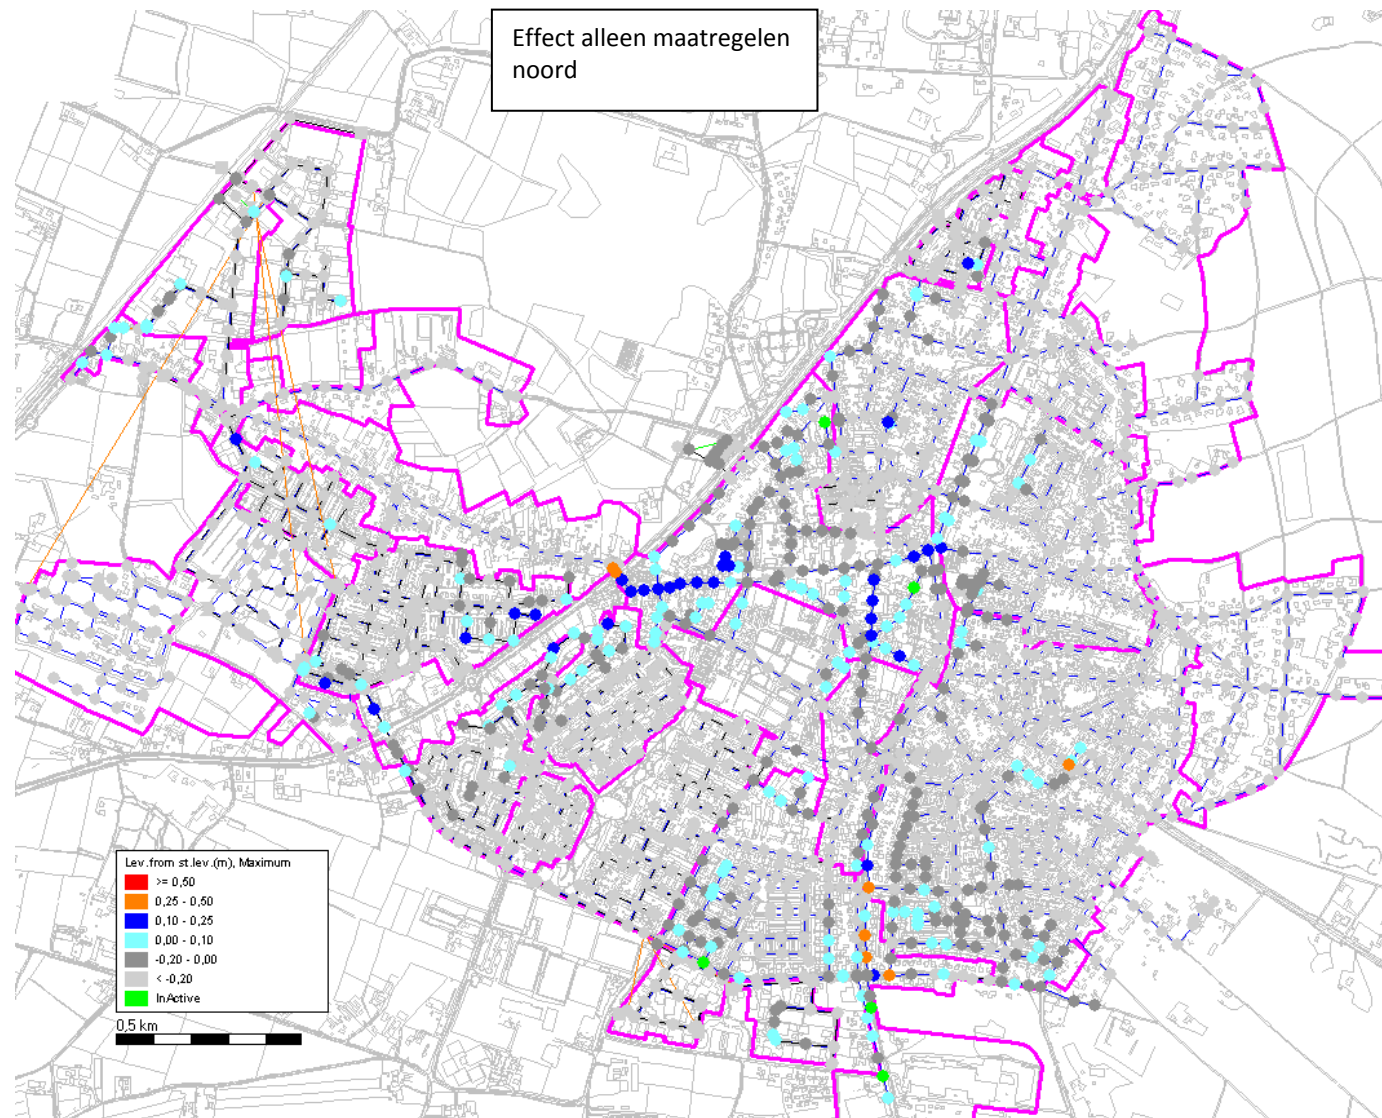 Effect alleen maatregelen
noord
Lev.from st.lev.(m), Maximum
>= 0,50
0,25 - 0,50
0,10 - 0,25
0,00 - 0,10
-0,20 - 0,00
< -0,20
InActive
0,5 km